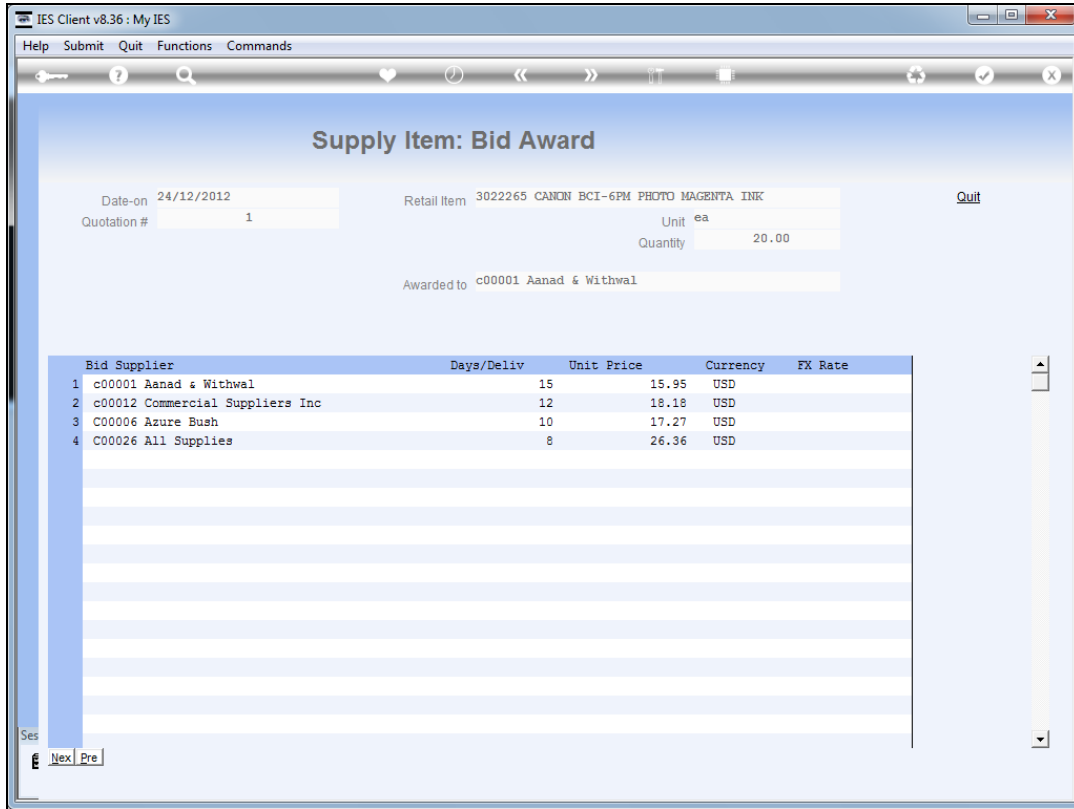 IES Client v8.36 : My IES
Help Submit Quit Functions Commands
Supply Item: Bid Award
Date-on 24/12/2012 Retail Item 3022265 CANON BCI-6PM PHOTO MAGENTA INK Quit
Quotation # 1 Unit ea
Quantity 20.00
Awarded to c00001 Aanad & Withwal
Bid Supplier Days/Deliv Unit Price Currency FX Rate
1 c00001 Aanad & Withwal 15 15.95 USD
2 c00012 Commercial Suppliers Inc 12 18.18 USD
3 C00006 Azure Bush 10 17.27 USD
4 C00026 All Supplies 8 26.36 USD
Ses
Nex Pre